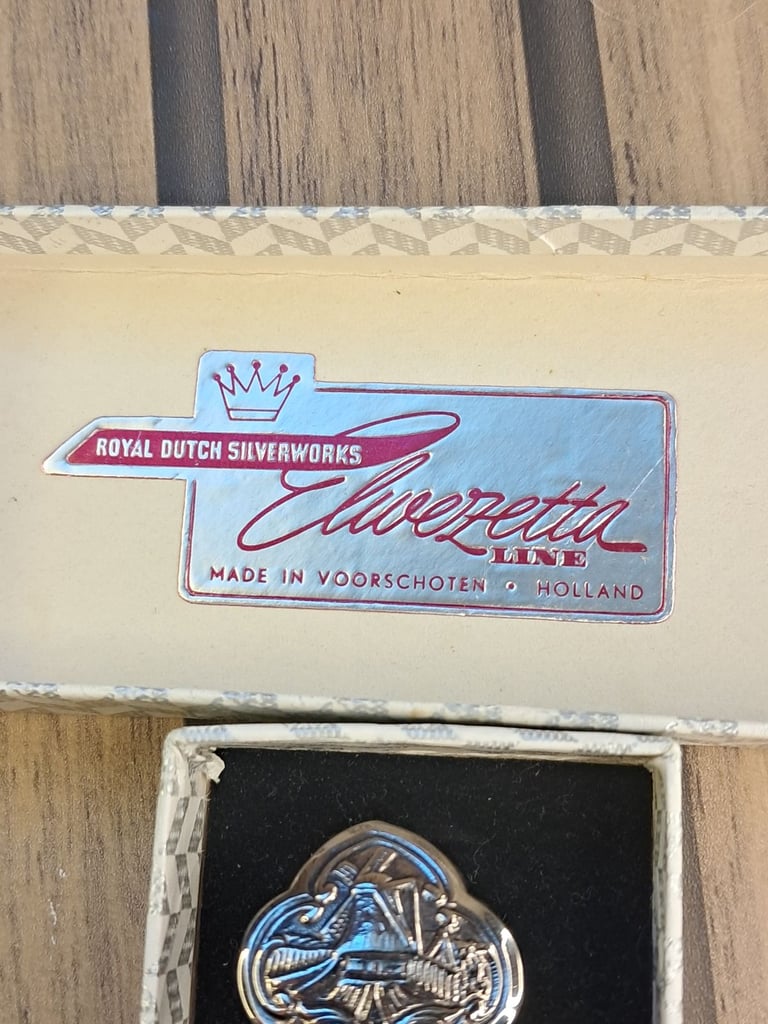 ROYAL DUTCH SILVERWORKS
Elwezetta
LINE
MADE IN VOORSCHOTEN • HOLLAND